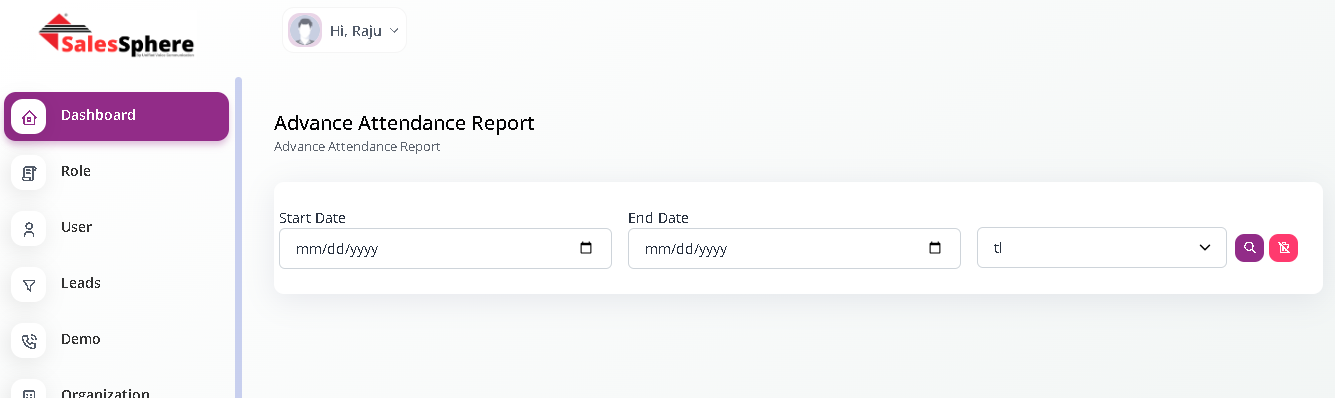 SalesSphere
Hi, Raju
Dashboard
Role
User
Leads
Demo
Organization
Advance Attendance Report
Advance Attendance Report
Start Date
End Date
mm/dd/yyyy
mm/dd/yyyy
tl